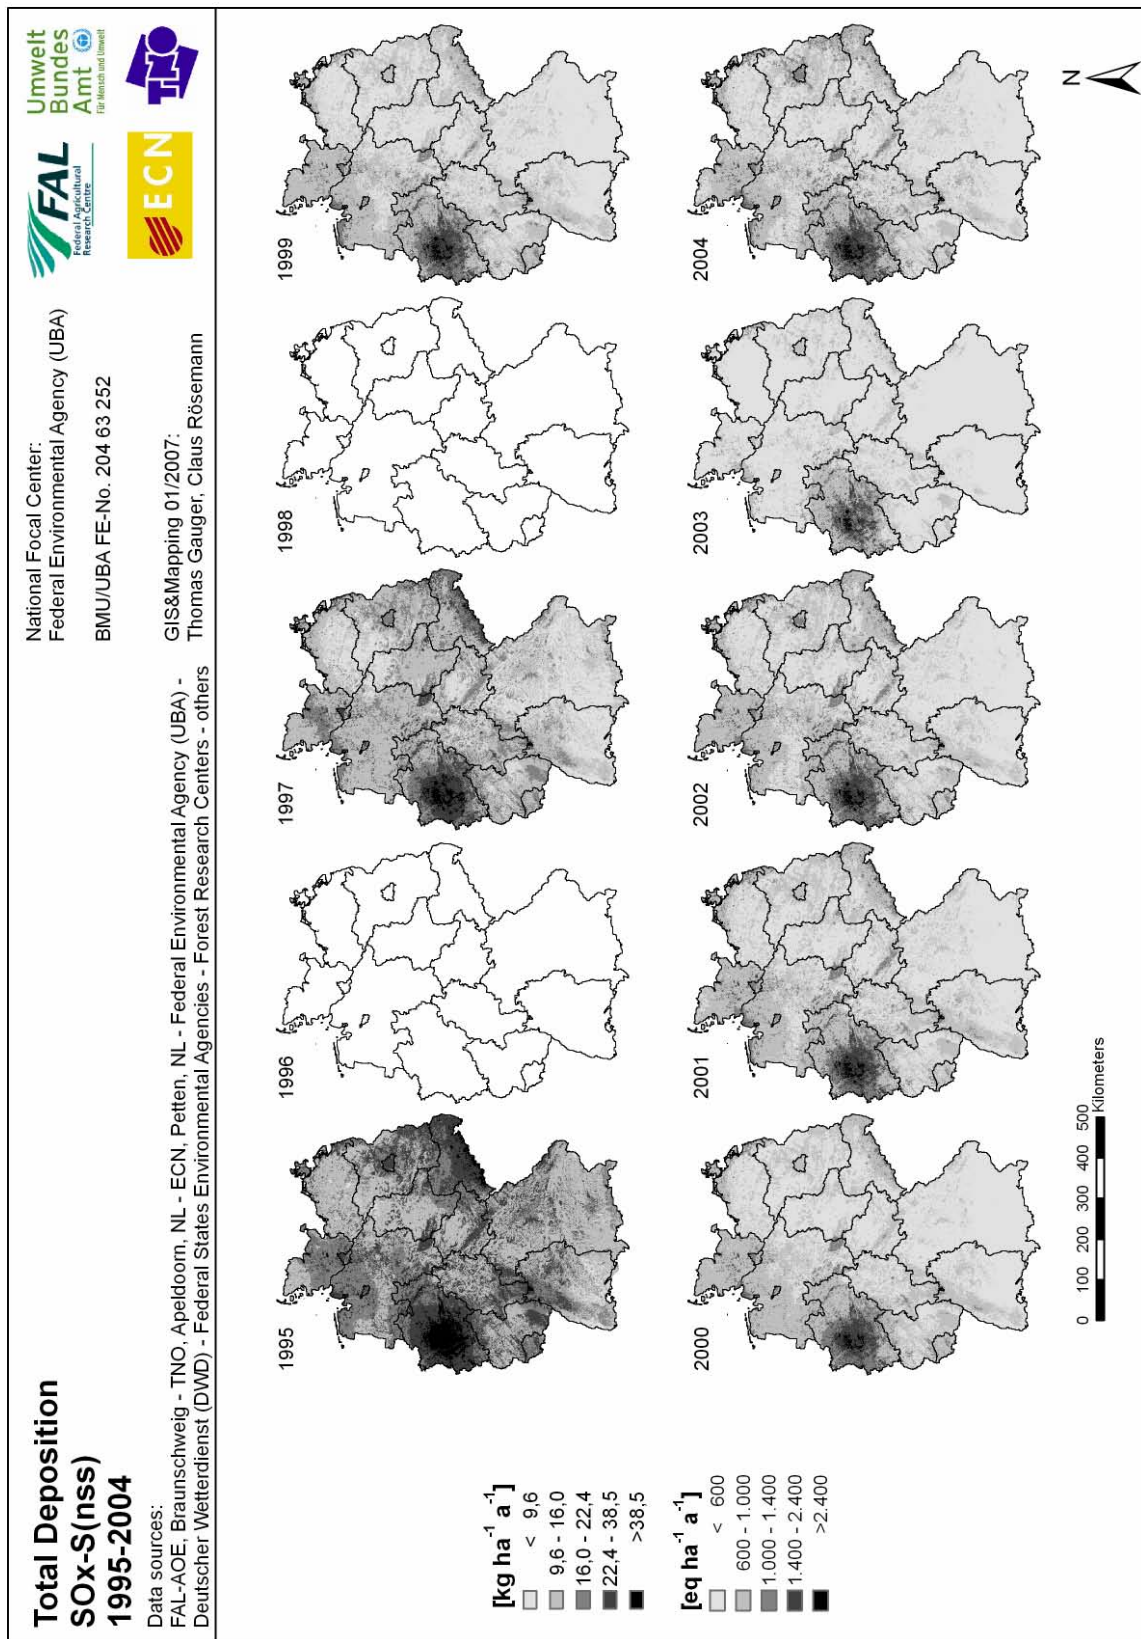 Total Deposition
SOx-S(nss)
1995-2004
Data sources:
FAL-AOE, Braunschweig - TNO, Apeldoorn, NL - ECN, Petten, NL - Federal Environmental Agency (UBA) -
Deutscher Wetterdienst (DWD) - Federal States Environmental Agencies - Forest Research Centers - others
National Focal Center:
Federal Environmental Agency (UBA)
BMU/UBA FE-No. 204 63 252
GIS&Mapping 01/2007:
Thomas Gauger, Claus Rösemann
FAL
Federal Agricultural
Research Centre
Umwelt
Bundes
Amt
Für Mensch und Umwelt
ECN
TNO
[kg ha-1 a-1]
< 9,6
9,6 - 16,0
16,0 - 22,4
22,4 - 38,5
>38,5
[eq ha-1 a-1]
< 600
600 - 1.000
1.000 - 1.400
1.400 - 2.400
>2.400
1995
1996
1997
1998
1999
2000
2001
2002
2003
2004
0 100 200 300 400 500
Kilometers
N